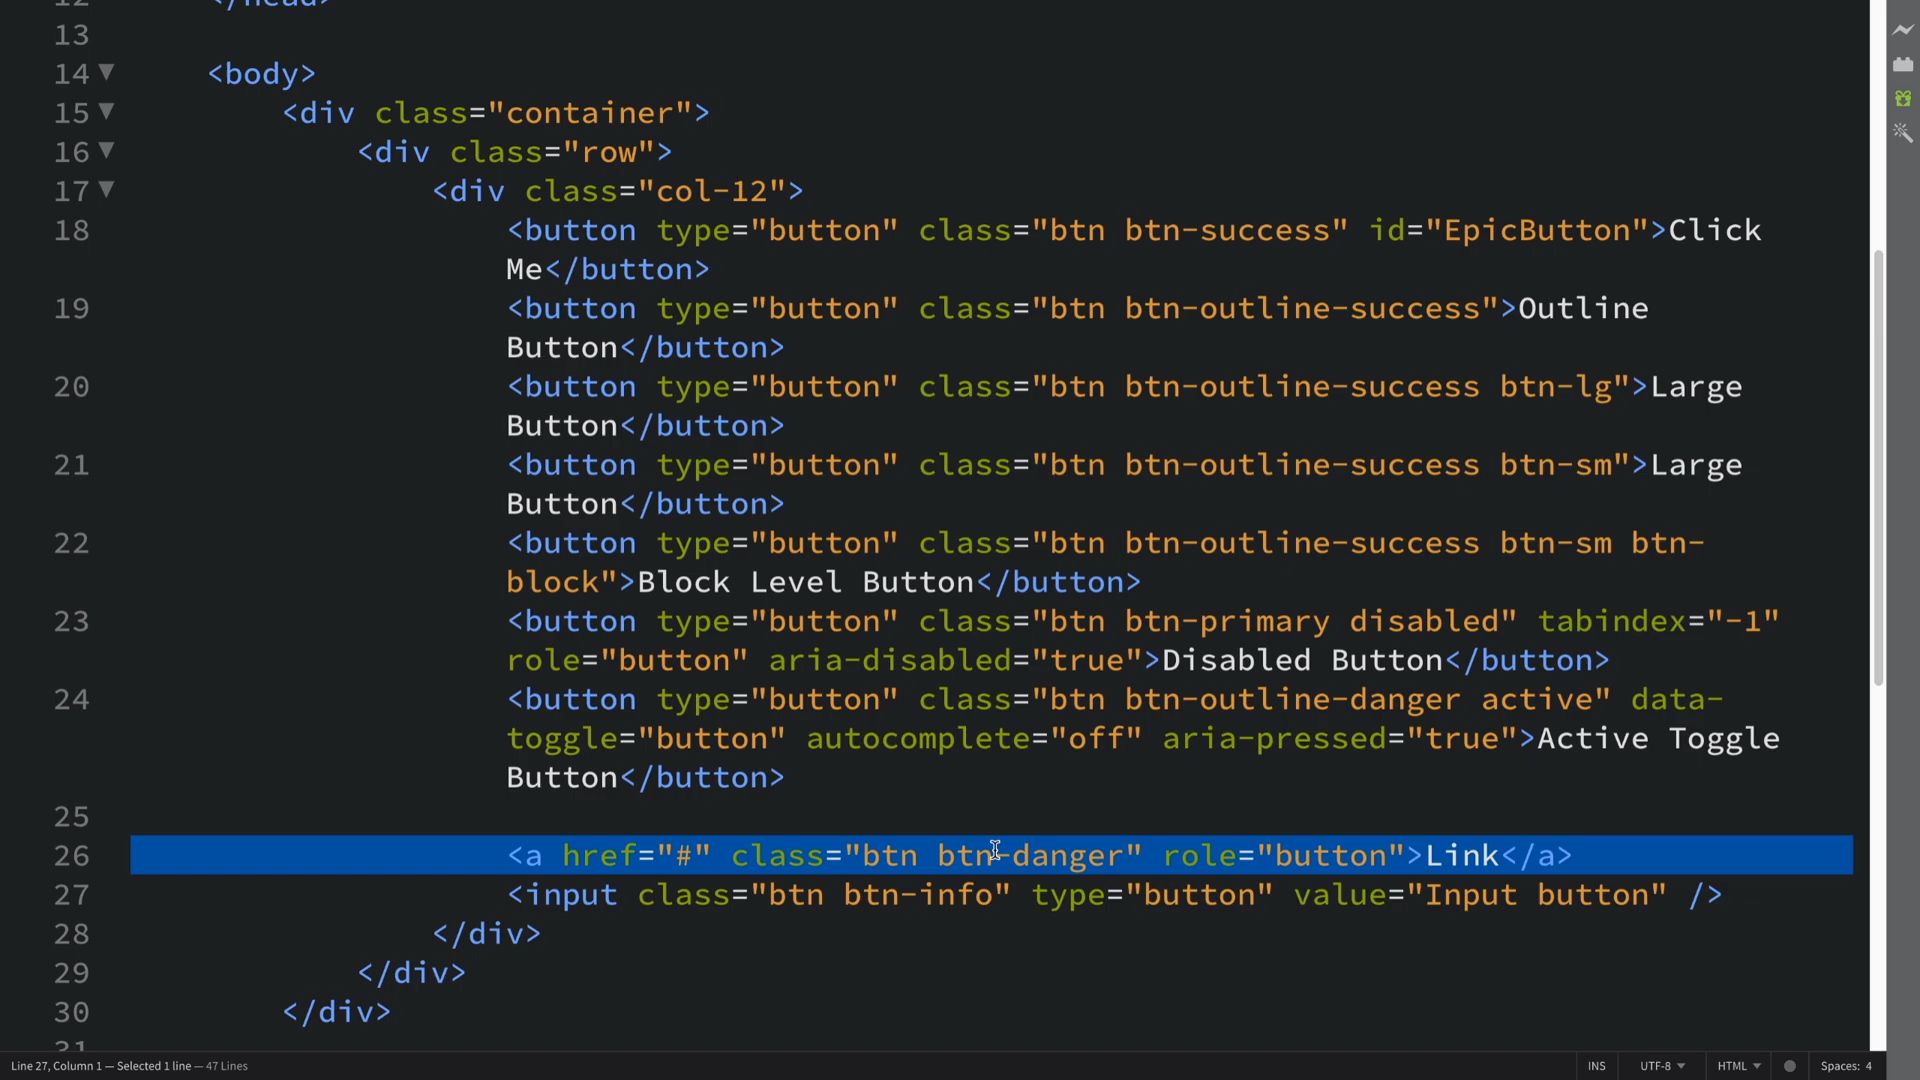 12 </head>
13
14 <body>
15 <div class="container">
16 <div class="row">
17 <div class="col-12">
18 <button type="button" class="btn btn-success" id="EpicButton">Click
Me</button>
19 <button type="button" class="btn btn-outline-success">Outline
Button</button>
20 <button type="button" class="btn btn-outline-success btn-lg">Large
Button</button>
21 <button type="button" class="btn btn-outline-success btn-sm">Large
Button</button>
22 <button type="button" class="btn btn-outline-success btn-sm btn-
block">Block Level Button</button>
23 <button type="button" class="btn btn-primary disabled" tabindex="-1"
role="button" aria-disabled="true">Disabled Button</button>
24 <button type="button" class="btn btn-outline-danger active" data-
toggle="button" autocomplete="off" aria-pressed="true">Active Toggle
Button</button>
25
26 <a href="#" class="btn btn-danger" role="button">Link</a>
27 <input class="btn btn-info" type="button" value="Input button" />
28 </div>
29 </div>
30 </div>
31
Line 27, Column 1 — Selected 1 line — 47 Lines INS UTF-8 HTML Spaces: 4